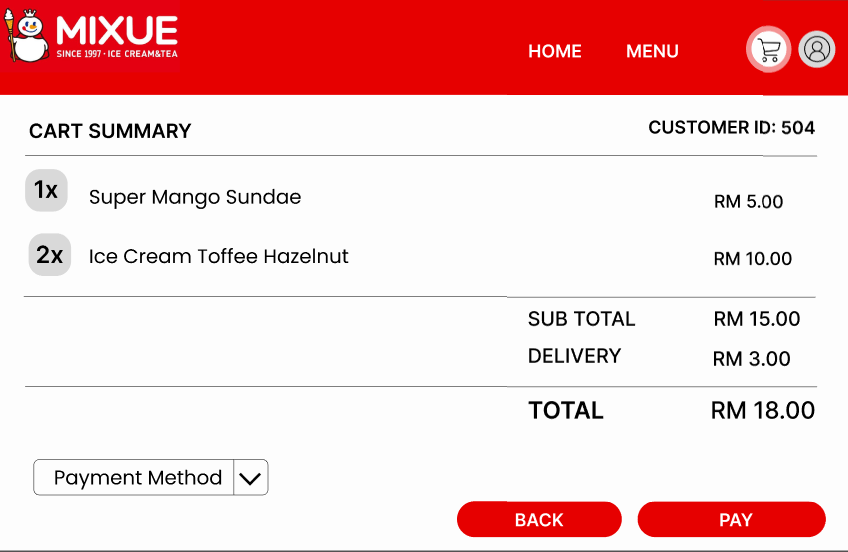 MIXUE
SINCE 1997 · ICE CREAM&TEA
HOME MENU
CART SUMMARY CUSTOMER ID: 504
1x Super Mango Sundae RM 5.00
2x Ice Cream Toffee Hazelnut RM 10.00
SUB TOTAL RM 15.00
DELIVERY RM 3.00
TOTAL RM 18.00
Payment Method
BACK PAY